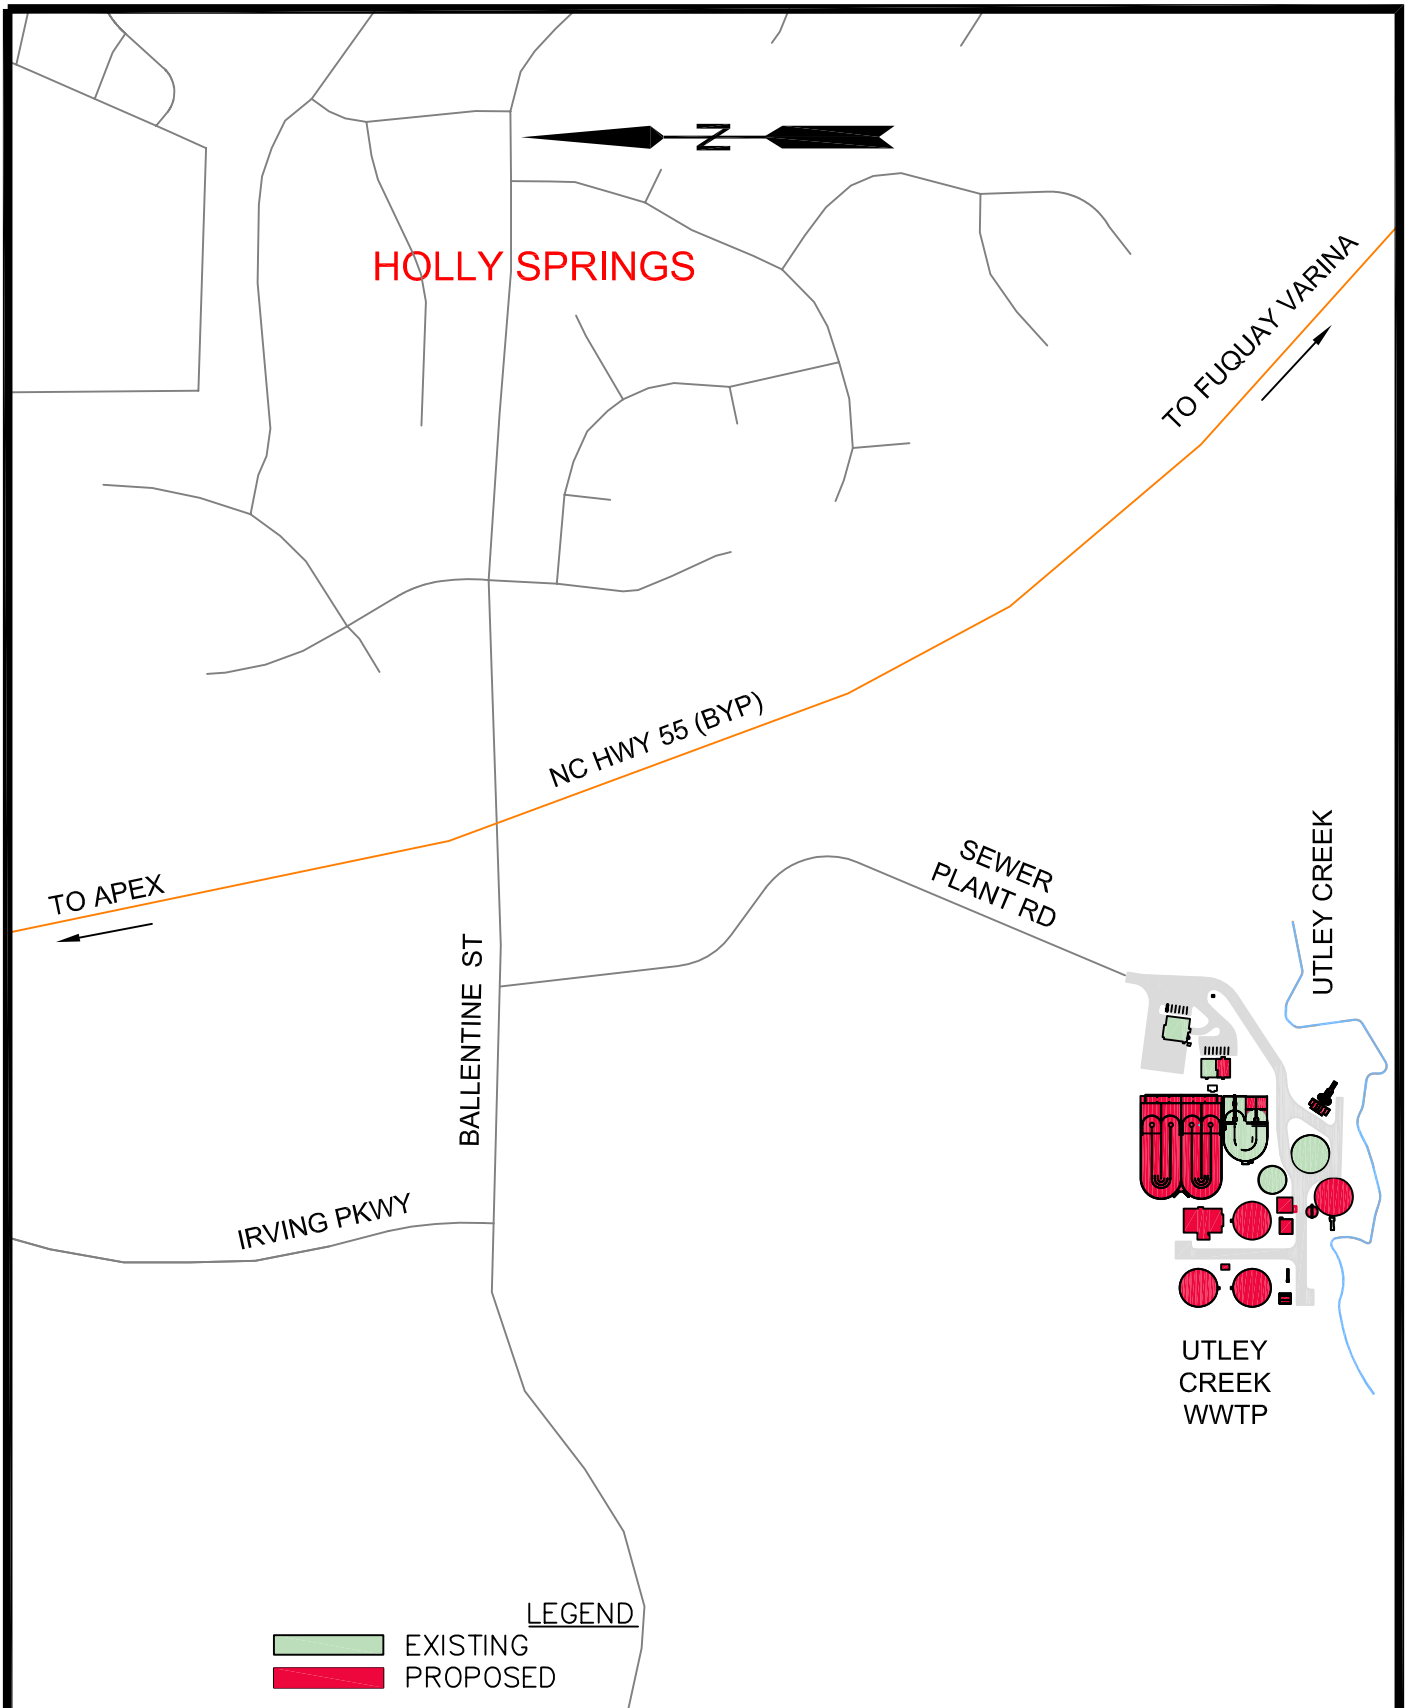 N
HOLLY SPRINGS
TO FUQUAY VARINA
NC HWY 55 (BYP)
TO APEX
SEWER
PLANT RD
UTLEY CREEK
BALLENTINE ST
IRVING PKWY
UTLEY
CREEK
WWTP
LEGEND
EXISTING
PROPOSED